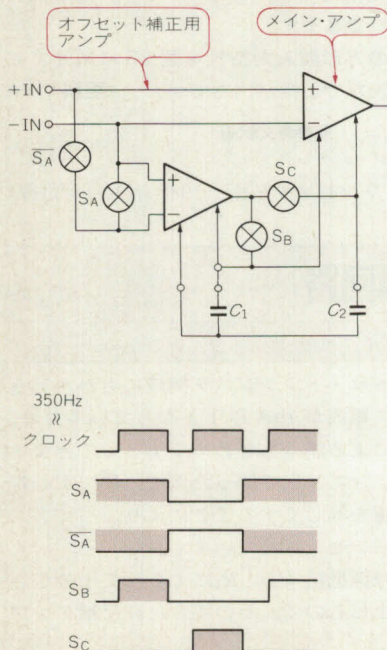 オフセット補正用
アンプ
メイン・アンプ
+IN
-IN
+
-
S̅A̅
SA
+
-
SC
SB
C1
C2
350Hz
≈
クロック
SA
S̅A̅
SB
SC